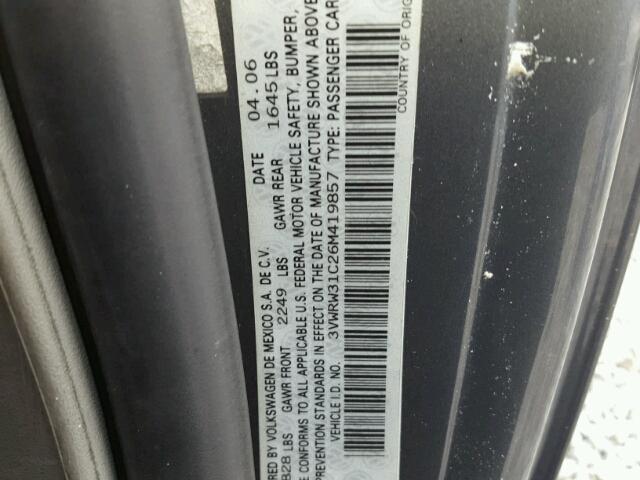 ED BY VOLKSWAGEN DE MEXICO S.A. DE C.V. DATE 04.06
828 LBS GAWR FRONT 2249 LBS GAWR REAR 1645 LBS
E CONFORMS TO ALL APPLICABLE U.S. FEDERAL MOTOR VEHICLE SAFETY, BUMPER,
PREVENTION STANDARDS IN EFFECT ON THE DATE OF MANUFACTURE SHOWN ABOVE
VEHICLE I.D. NO. 3VWRW31C26M419857 TYPE: PASSENGER CAR
COUNTRY OF ORIG